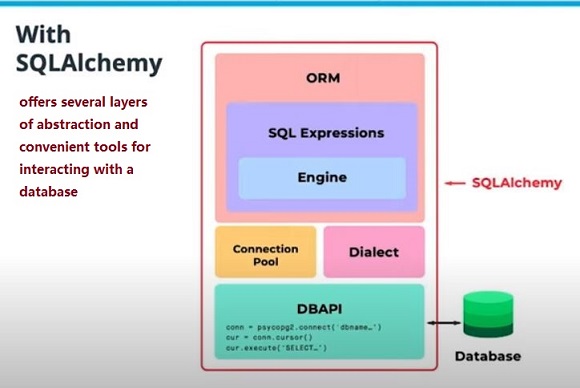 With
SQLAlchemy
offers several layers
of abstraction and
convenient tools for
interacting with a
database
ORM
SQL Expressions
Engine
SQLAlchemy
Connection
Pool
Dialect
DBAPI
conn = psycopg2.connect('dbname…')
cur = conn.cursor()
cur.execute('SELECT…')
Database